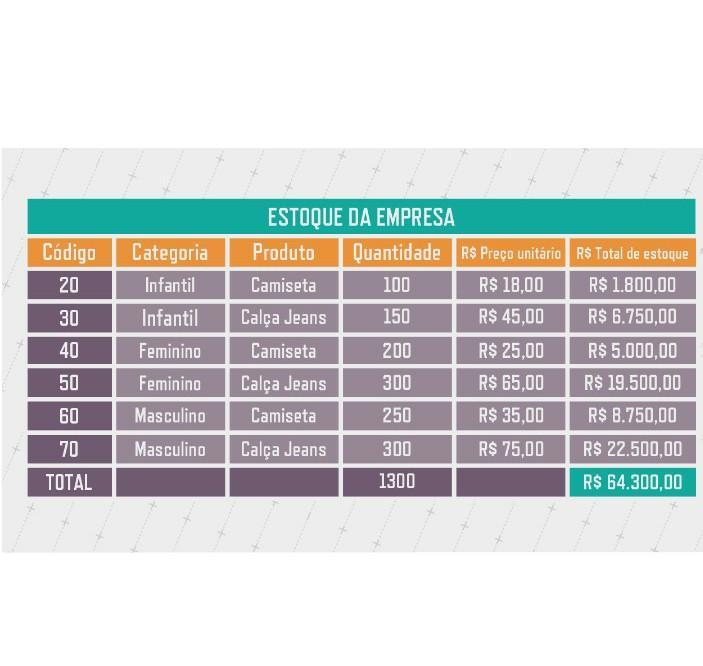 ESTOQUE DA EMPRESA
Código Categoria Produto Quantidade R$ Preço unitário R$ Total de estoque
20 Infantil Camiseta 100 R$ 18,00 R$ 1.800,00
30 Infantil Calça Jeans 150 R$ 45,00 R$ 6.750,00
40 Feminino Camiseta 200 R$ 25,00 R$ 5.000,00
50 Feminino Calça Jeans 300 R$ 65,00 R$ 19.500,00
60 Masculino Camiseta 250 R$ 35,00 R$ 8.750,00
70 Masculino Calça Jeans 300 R$ 75,00 R$ 22.500,00
TOTAL 1300 R$ 64.300,00